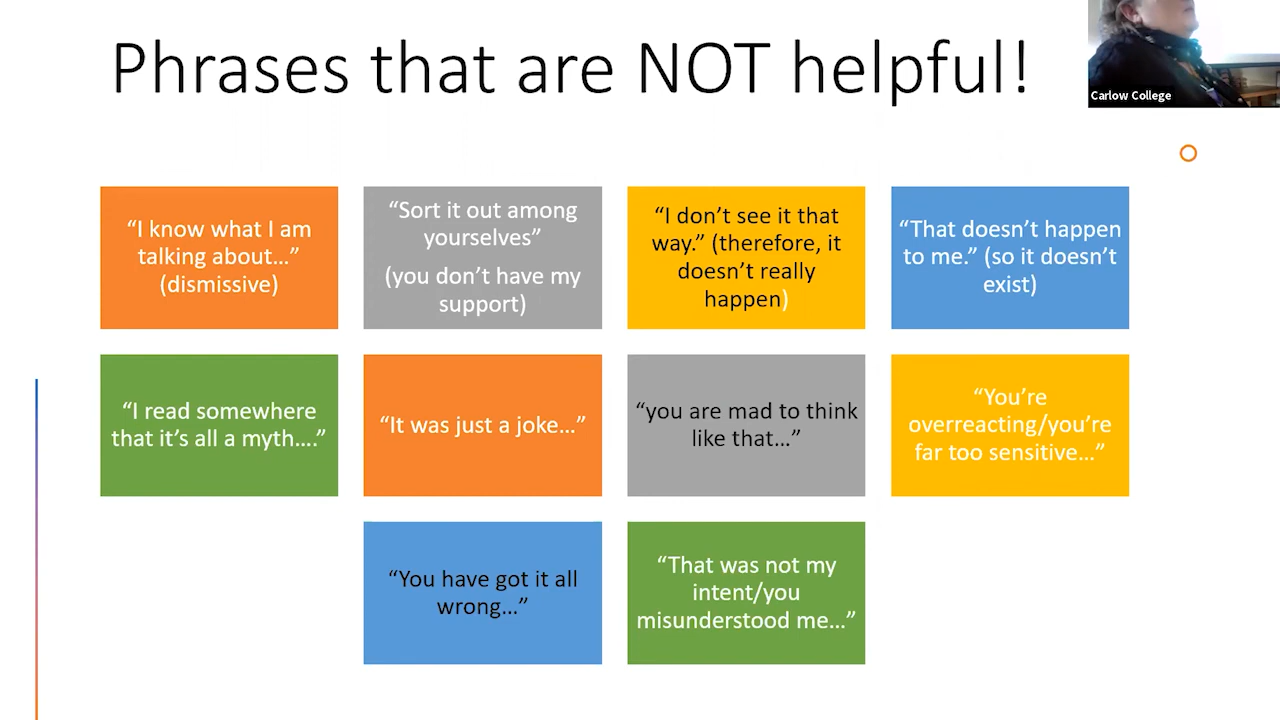 Phrases that are NOT helpful!
Carlow College
“I know what I am
talking about…”
(dismissive)
“Sort it out among
yourselves”
(you don’t have my
support)
“I don’t see it that
way.” (therefore, it
doesn’t really
happen)
“That doesn’t happen
to me.” (so it doesn’t
exist)
“I read somewhere
that it’s all a myth….”
“It was just a joke…”
“you are mad to think
like that…”
“You’re
overreacting/you’re
far too sensitive…”
“You have got it all
wrong…”
“That was not my
intent/you
misunderstood me…”